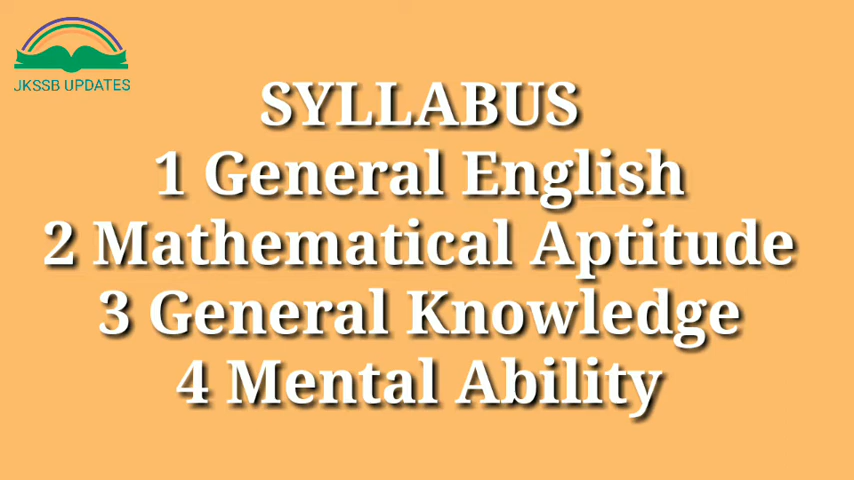 JKSSB UPDATES
SYLLABUS
1 General English
2 Mathematical Aptitude
3 General Knowledge
4 Mental Ability